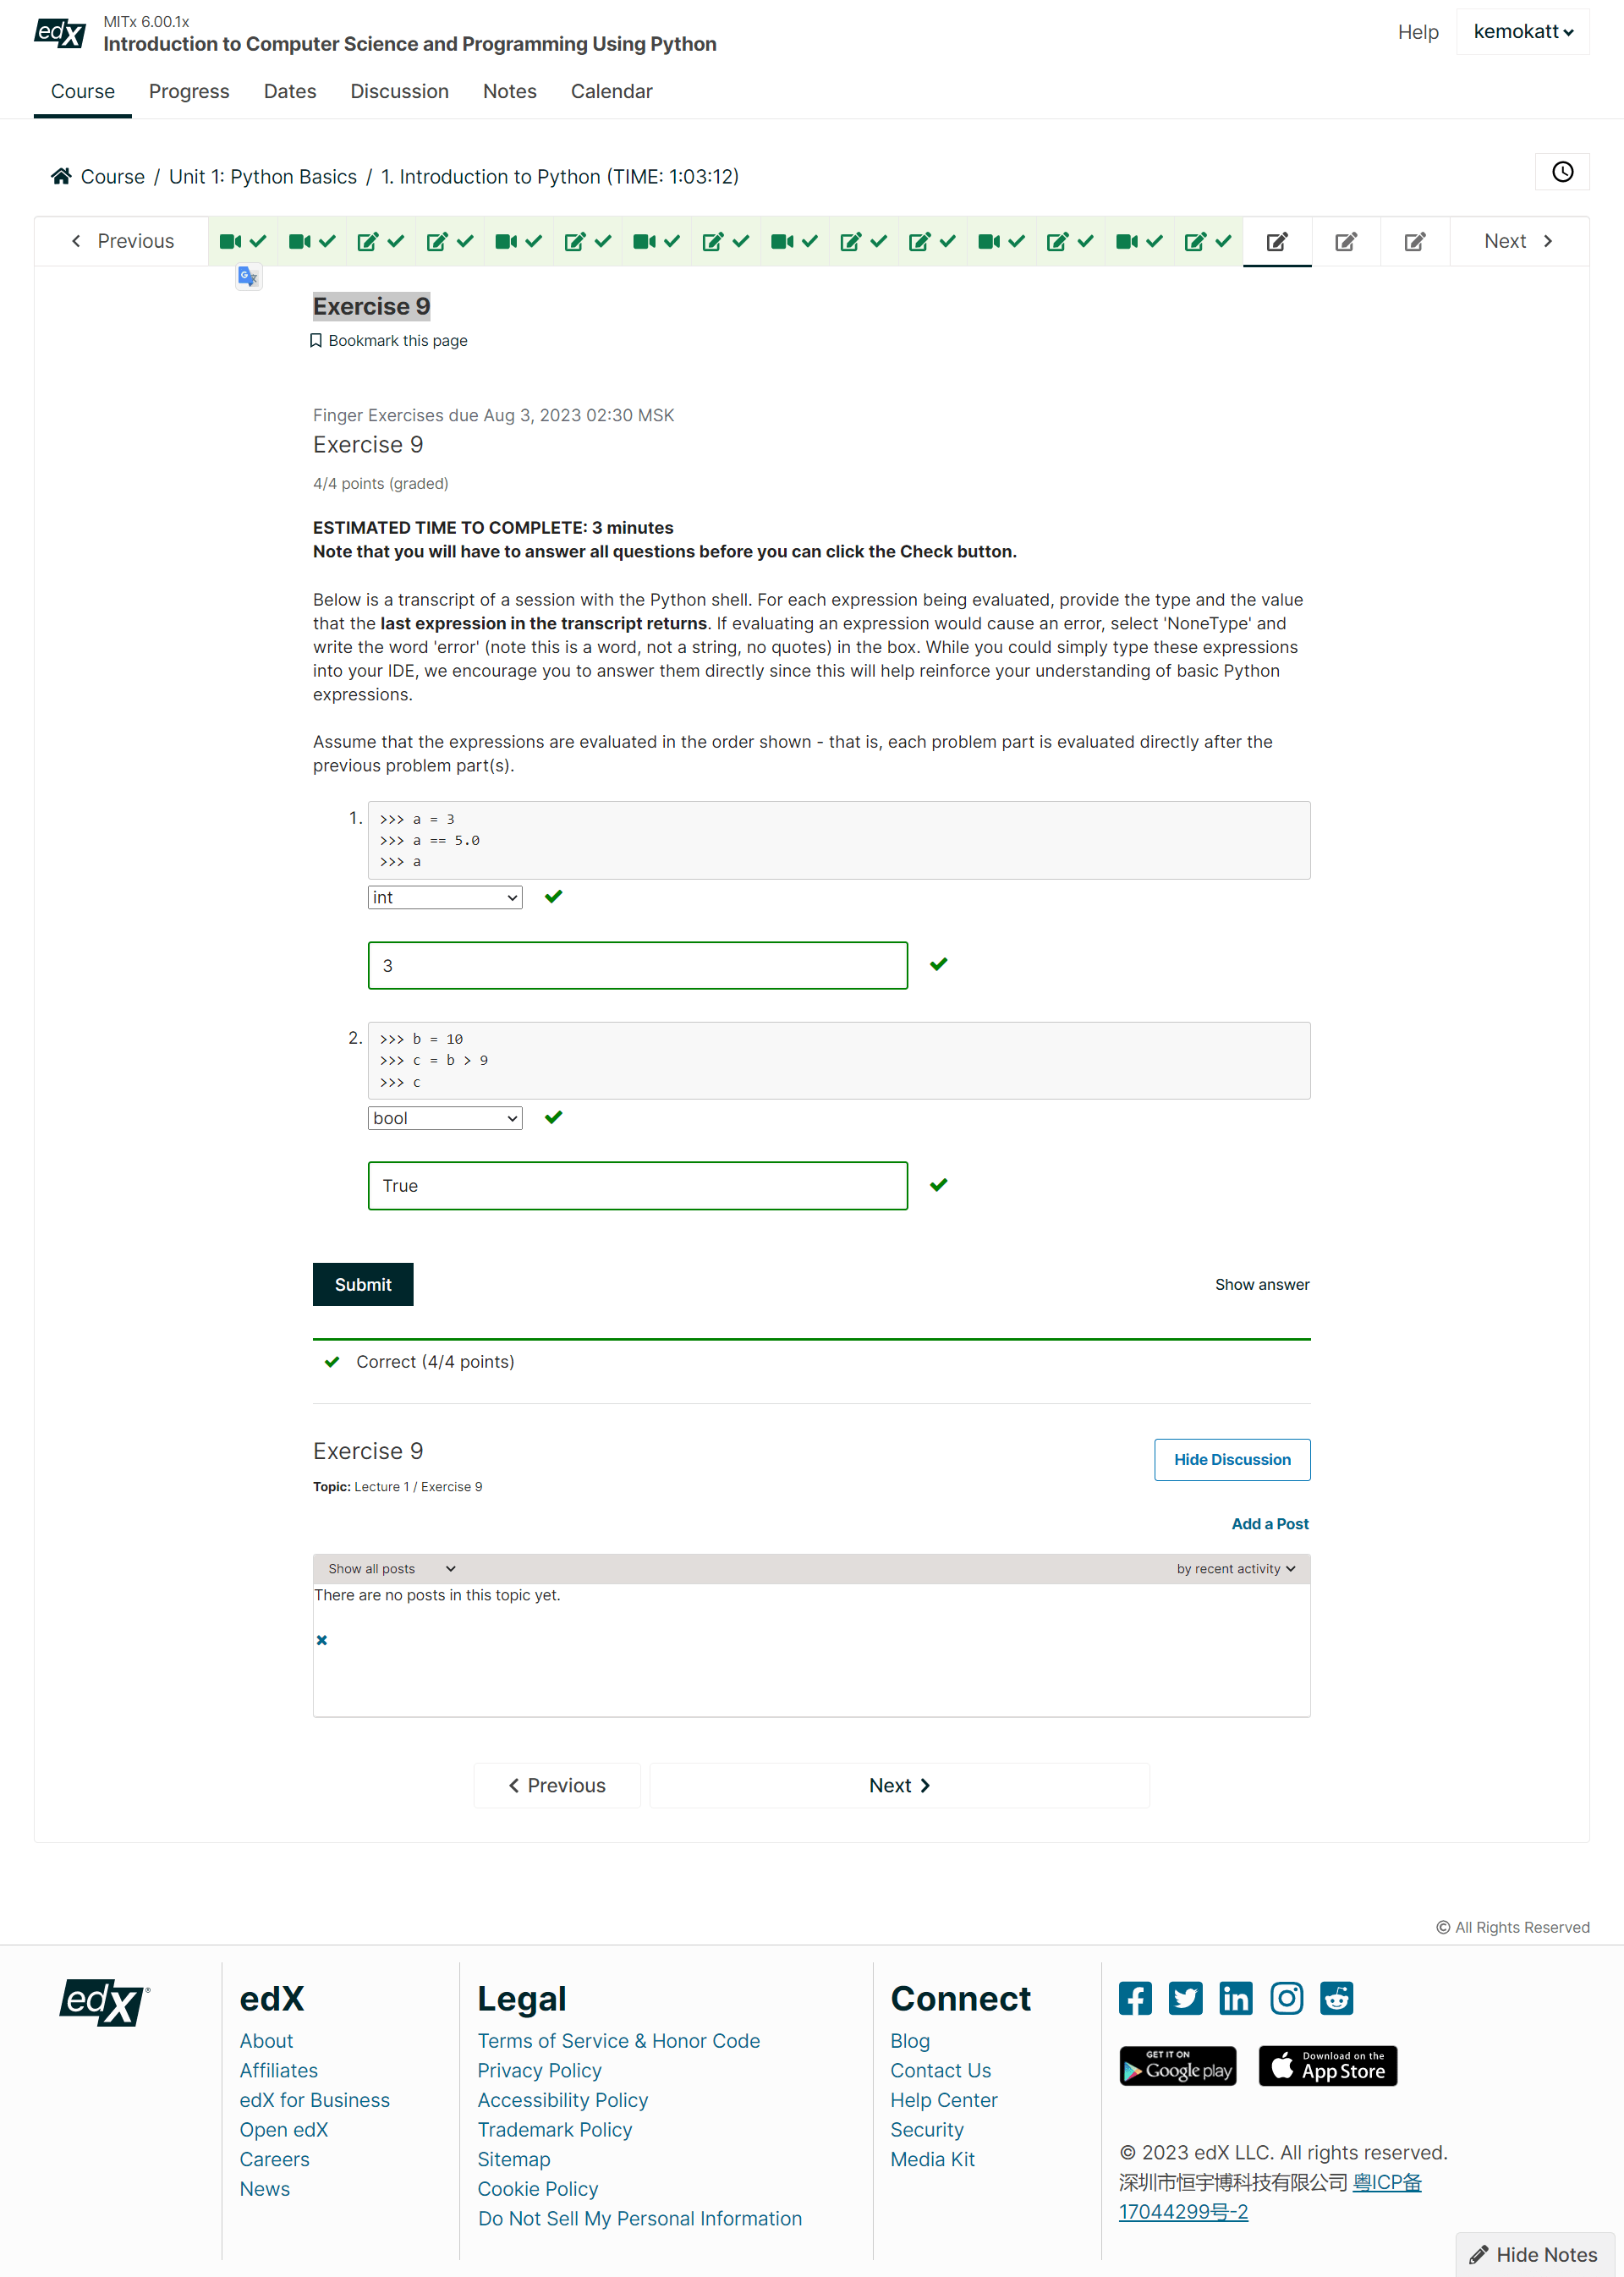 edX
MITx 6.00.1x
Introduction to Computer Science and Programming Using Python
Help
kemokatt
Course
Progress
Dates
Discussion
Notes
Calendar
Course / Unit 1: Python Basics / 1. Introduction to Python (TIME: 1:03:12)
Previous
Next
G
Exercise 9
Bookmark this page
Finger Exercises due Aug 3, 2023 02:30 MSK
Exercise 9
4/4 points (graded)
ESTIMATED TIME TO COMPLETE: 3 minutes
Note that you will have to answer all questions before you can click the Check button.
Below is a transcript of a session with the Python shell. For each expression being evaluated, provide the type and the value
that the last expression in the transcript returns. If evaluating an expression would cause an error, select 'NoneType' and
write the word 'error' (note this is a word, not a string, no quotes) in the box. While you could simply type these expressions
into your IDE, we encourage you to answer them directly since this will help reinforce your understanding of basic Python
expressions.
Assume that the expressions are evaluated in the order shown - that is, each problem part is evaluated directly after the
previous problem part(s).
1.
>>> a = 3
>>> a == 5.0
>>> a
int
3
2.
>>> b = 10
>>> c = b > 9
>>> c
bool
True
Submit
Show answer
Correct (4/4 points)
Exercise 9
Hide Discussion
Topic: Lecture 1 / Exercise 9
Add a Post
Show all posts
by recent activity
There are no posts in this topic yet.
Previous
Next
© All Rights Reserved
edX®
edX
About
Affiliates
edX for Business
Open edX
Careers
News
Legal
Terms of Service & Honor Code
Privacy Policy
Accessibility Policy
Trademark Policy
Sitemap
Cookie Policy
Do Not Sell My Personal Information
Connect
Blog
Contact Us
Help Center
Security
Media Kit
GET IT ON
Google play
Download on the
App Store
© 2023 edX LLC. All rights reserved.
深圳市恒宇博科技有限公司 粤ICP备
17044299号-2
Hide Notes